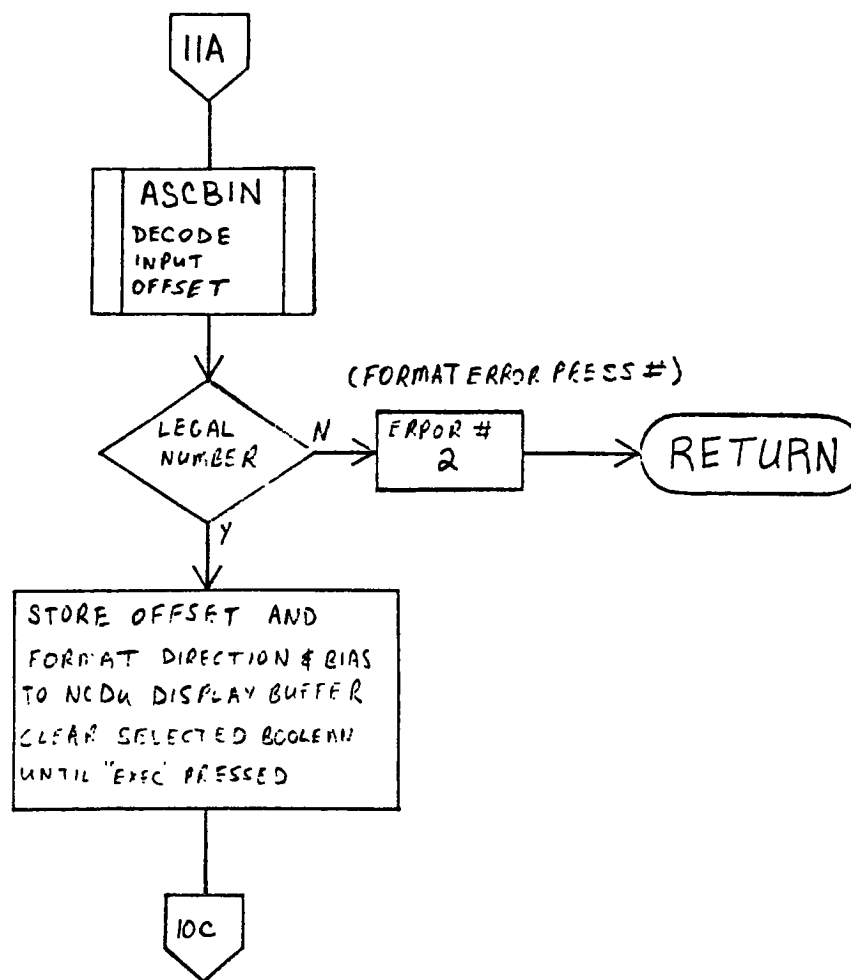 11A
ASCBIN
DECODE
INPUT
OFFSET
(FORMAT ERROR PRESS #)
LEGAL
NUMBER
N
ERROR #
2
RETURN
Y
STORE OFFSET AND
FORMAT DIRECTION & BIAS
TO NCDU DISPLAY BUFFER
CLEAR SELECTED BOOLEAN
UNTIL "EXEC" PRESSED
10C